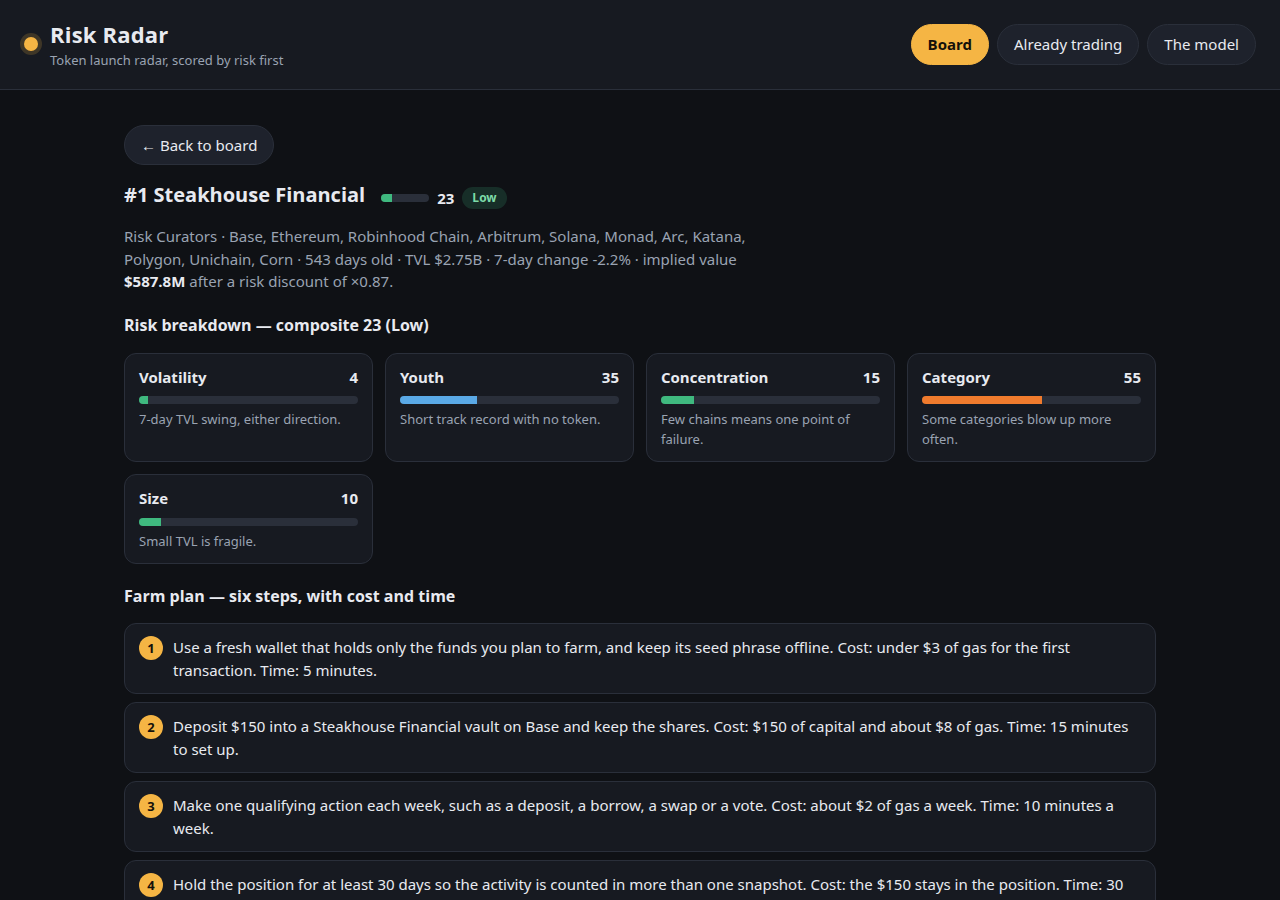 Risk Radar
Token launch radar, scored by risk first
Board
Already trading
The model
← Back to board
#1 Steakhouse Financial
23
Low
Risk Curators · Base, Ethereum, Robinhood Chain, Arbitrum, Solana, Monad, Arc, Katana,
Polygon, Unichain, Corn · 543 days old · TVL $2.75B · 7-day change -2.2% · implied value
$587.8M after a risk discount of ×0.87.
Risk breakdown — composite 23 (Low)
Volatility 4
7-day TVL swing, either direction.
Youth 35
Short track record with no token.
Concentration 15
Few chains means one point of
failure.
Category 55
Some categories blow up more
often.
Size 10
Small TVL is fragile.
Farm plan — six steps, with cost and time
1 Use a fresh wallet that holds only the funds you plan to farm, and keep its seed phrase offline. Cost: under $3 of gas for the first
transaction. Time: 5 minutes.
2 Deposit $150 into a Steakhouse Financial vault on Base and keep the shares. Cost: $150 of capital and about $8 of gas. Time: 15 minutes
to set up.
3 Make one qualifying action each week, such as a deposit, a borrow, a swap or a vote. Cost: about $2 of gas a week. Time: 10 minutes a
week.
4 Hold the position for at least 30 days so the activity is counted in more than one snapshot. Cost: the $150 stays in the position. Time: 30